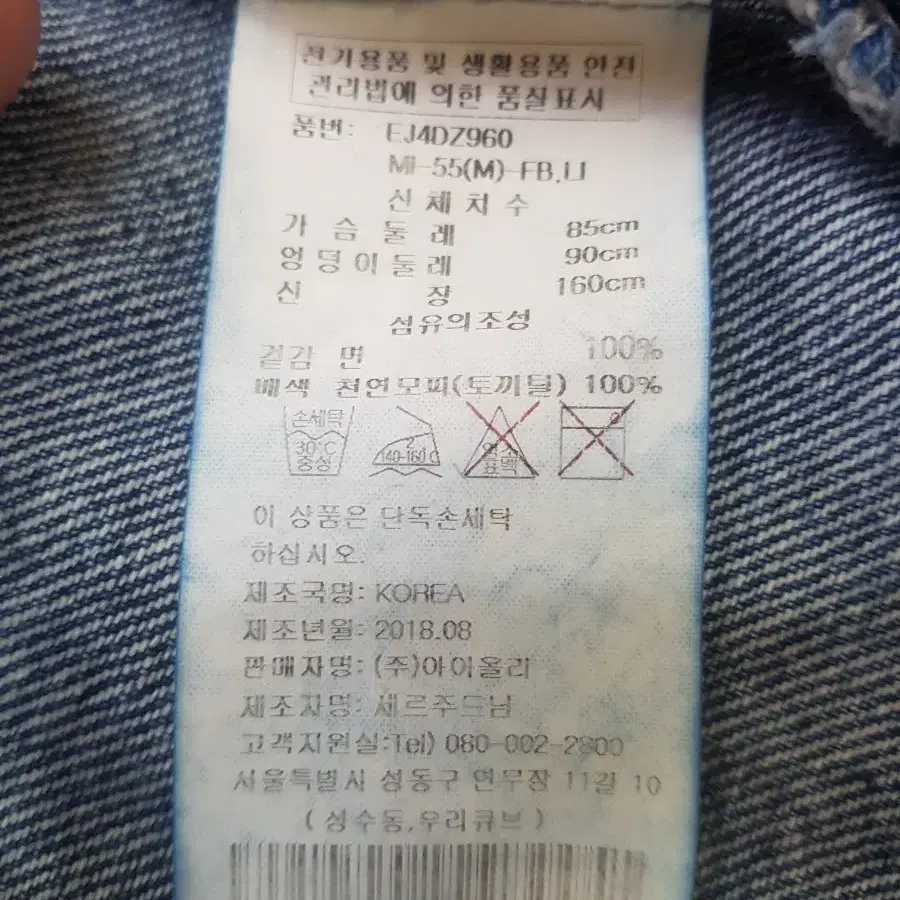 전기용품 및 생활용품 안전
관리법에 의한 품질표시
품번: EJ4DZ960
MI-55(M)-FB,LI
신체치수
가슴둘레 85cm
엉덩이둘레 90cm
신장 160cm
섬유의조성
겉감 면 100%
배색 천연모피(토끼털) 100%
손세탁
30°C
중성
2
140-160°C
염소
표백
이 상품은 단독손세탁
하십시오.
제조국명: KOREA
제조년월: 2018.08
판매자명: (주)아이올리
제조자명: 세르주드님
고객지원실:Tel) 080-002-2800
서울특별시 성동구 연무장 11길 10
(성수동,우리큐브)